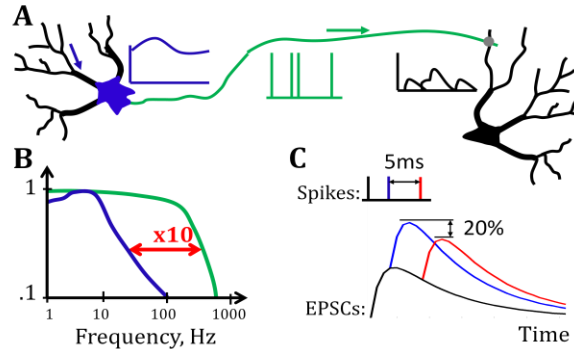 A
B
1
x10
.1
1 10 100 1000
Frequency, Hz
C
5ms
Spikes:
20%
EPSCs:
Time